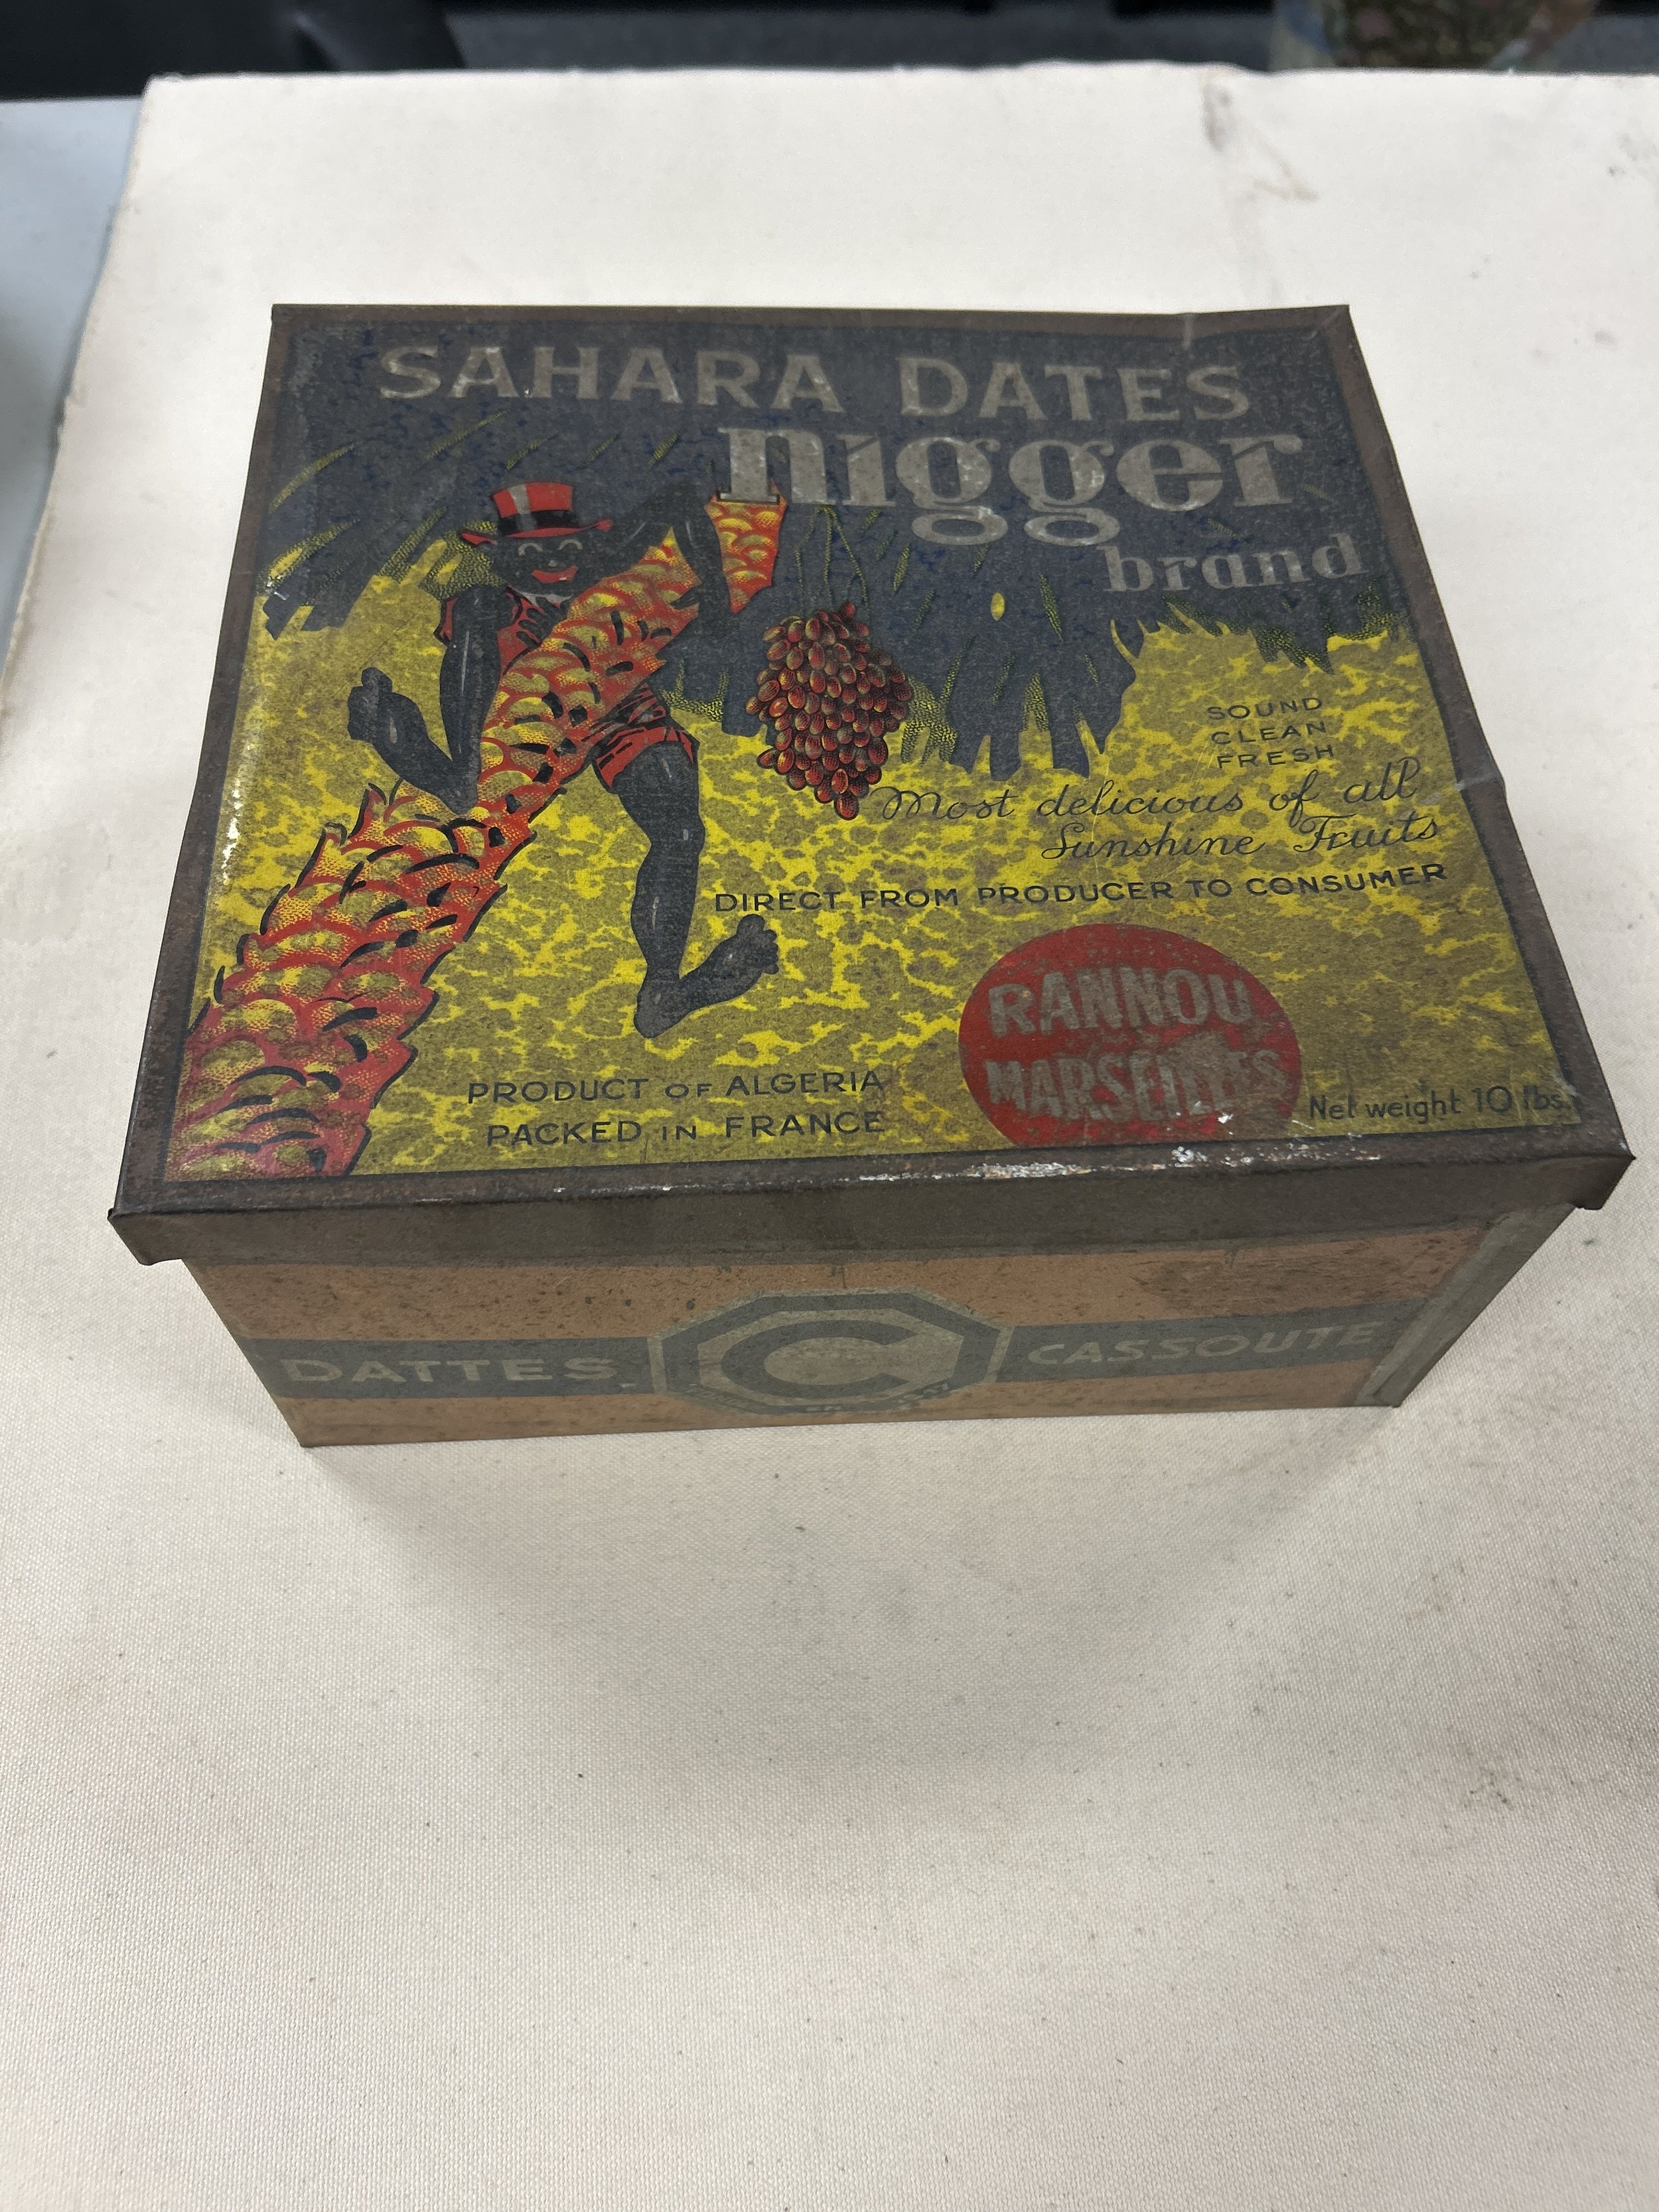 SAHARA DATES
nigger
brand
SOUND
CLEAN
FRESH
Most delicious of all
Sunshine Fruits
DIRECT FROM PRODUCER TO CONSUMER
RANNOU
MARSEILLES
PRODUCT OF ALGERIA
PACKED IN FRANCE
Net weight 10 lbs.
DATTES C CASSOUTE